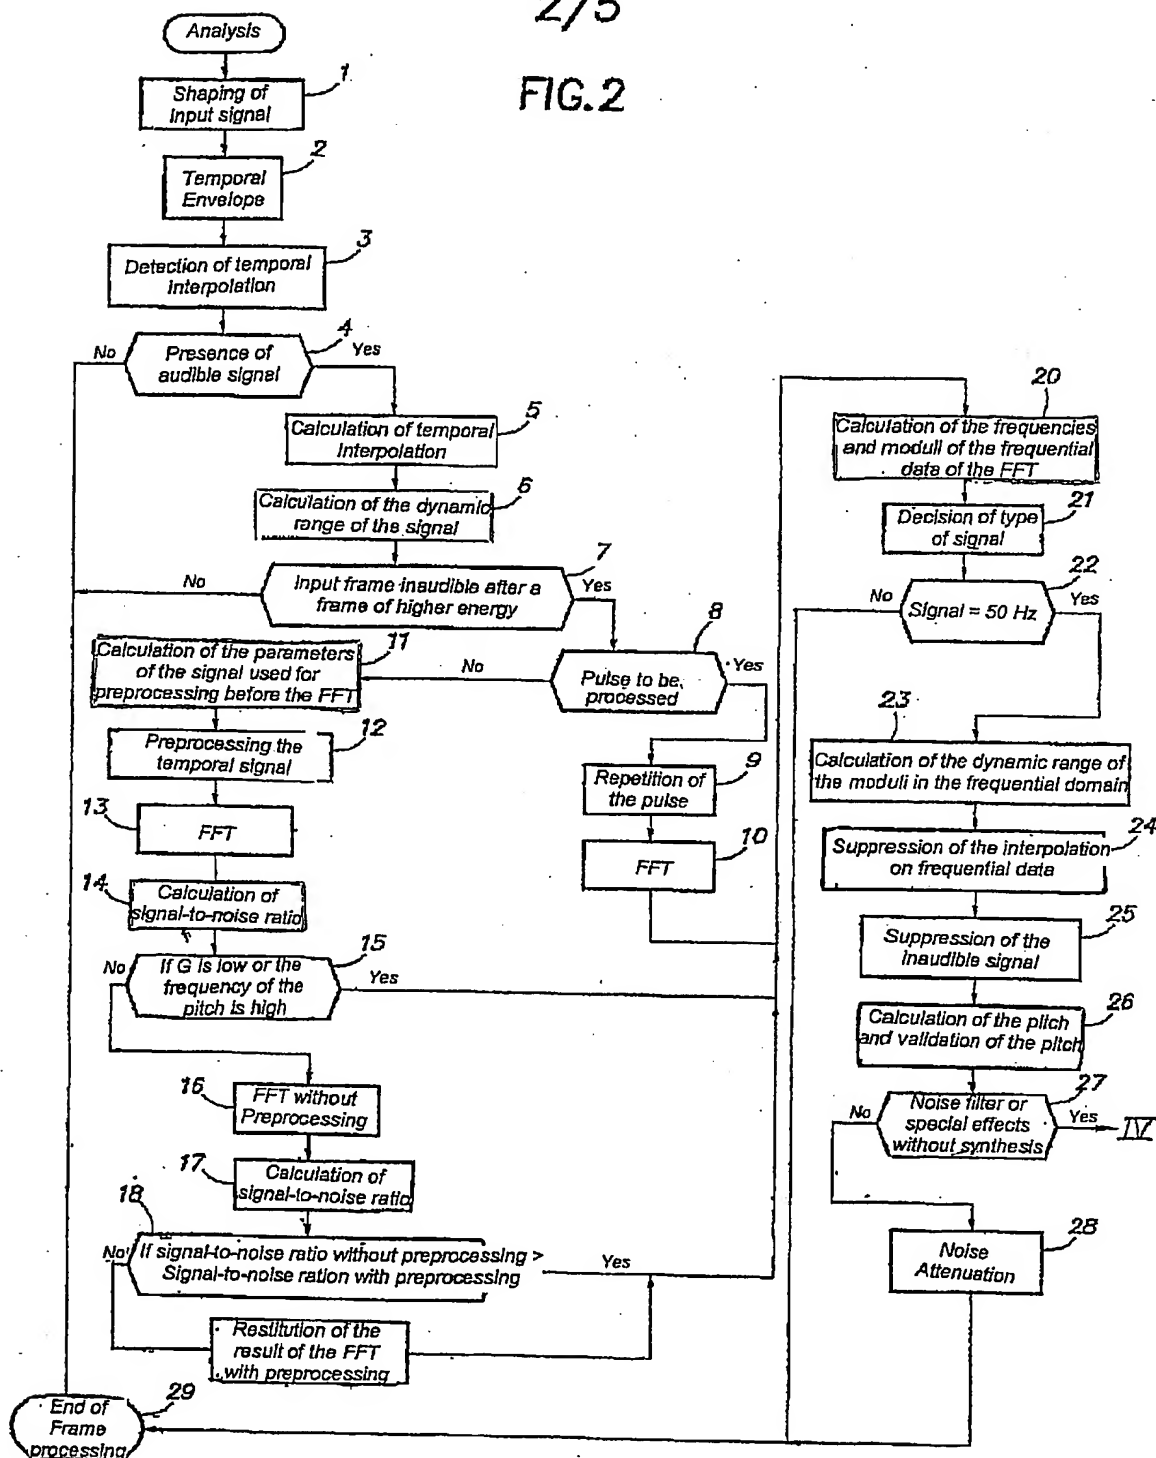 2/5
FIG.2
Analysis
1
Shaping of
Input signal
2
Temporal
Envelope
3
Detection of temporal
Interpolation
4
No
Presence of
audible signal
Yes
5
Calculation of temporal
Interpolation
6
Calculation of the dynamic
range of the signal
7
No
Input frame inaudible after a
frame of higher energy
Yes
8
No
Pulse to be
processed
Yes
9
Repetition of
the pulse
10
FFT
11
Calculation of the parameters
of the signal used for
preprocessing before the FFT
12
Preprocessing the
temporal signal
13
FFT
14
Calculation of
signal-to-noise ratio
15
No
If G is low or the
frequency of the
pitch is high
Yes
16
FFT without
Preprocessing
17
Calculation of
signal-to-noise ratio
18
No
If signal-to-noise ratio without preprocessing >
Signal-to-noise ration with preprocessing
Yes
Restitution of the
result of the FFT
with preprocessing
20
Calculation of the frequencies
and moduli of the frequential
data of the FFT
21
Decision of type
of signal
22
No
Signal = 50 Hz
Yes
23
Calculation of the dynamic range of
the moduli in the frequential domain
24
Suppression of the interpolation
on frequential data
25
Suppression of the
inaudible signal
26
Calculation of the pitch
and validation of the pitch
27
No
Noise filter or
special effects
without synthesis
Yes
IV
28
Noise
Attenuation
29
End of
Frame
processing